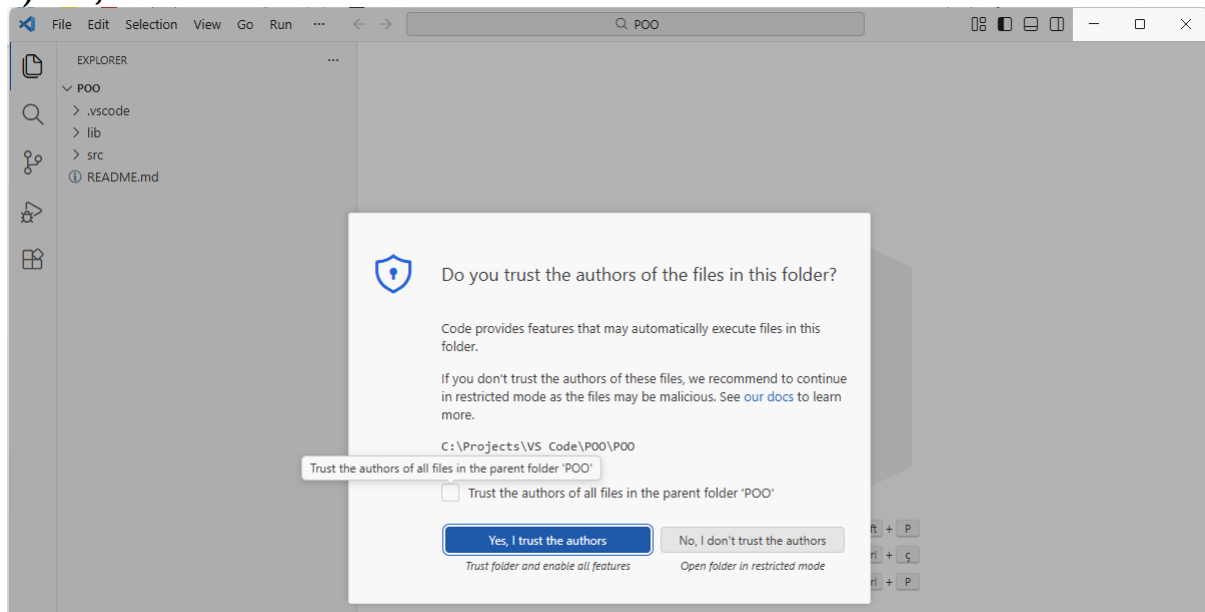 File Edit Selection View Go Run ··· POO
EXPLORER ···
POO
.vscode
lib
src
README.md
Do you trust the authors of the files in this folder?
Code provides features that may automatically execute files in this
folder.
If you don't trust the authors of these files, we recommend to continue
in restricted mode as the files may be malicious. See our docs to learn
more.
C:\Projects\VS Code\POO\POO
Trust the authors of all files in the parent folder 'POO'
Trust the authors of all files in the parent folder 'POO'
Yes, I trust the authors No, I don't trust the authors
Trust folder and enable all features Open folder in restricted mode
+ P
+ ç
+ P